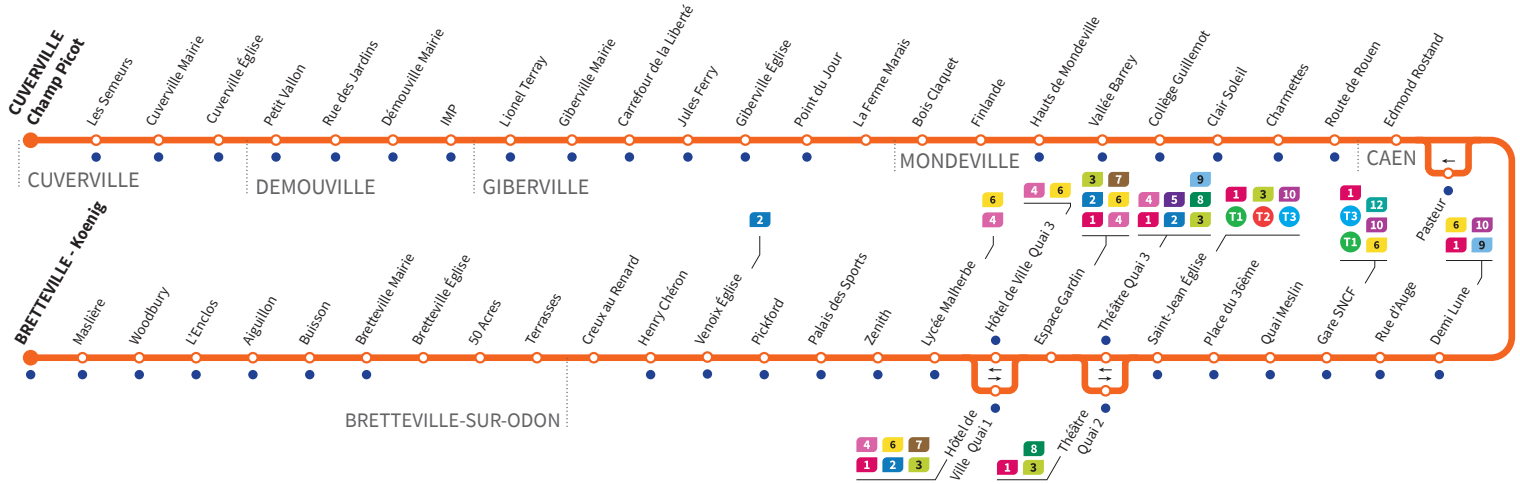 CUVERVILLE
Champ Picot
Les Semeurs
Cuverville Mairie
Cuverville Église
Petit Vallon
Rue des Jardins
Démouville Mairie
IMP
Lionel Terray
Giberville Mairie
Carrefour de la Liberté
Jules Ferry
Giberville Église
Point du Jour
La Ferme Marais
Bois Claquet
Finlande
Hauts de Mondeville
Vallée Barrey
Collège Guillemot
Clair Soleil
Charmettes
Route de Rouen
Edmond Rostand
CUVERVILLE
DEMOUVILLE
GIBERVILLE
MONDEVILLE
CAEN
Pasteur
BRETTEVILLE - Koenig
Maslière
Woodbury
L'Enclos
Aiguillon
Buisson
Bretteville Mairie
Bretteville Église
50 Acres
Terrasses
Creux au Renard
Henry Chéron
Venoix Église
2
Pickford
Palais des Sports
Zenith
Lycée Malherbe
6
4
Hôtel de Ville Quai 3
4 6
Espace Gardin
3 7
2 6
1 4
Théâtre Quai 3
9
4 5 8
1 2 3
Saint-Jean Église
1 3 10
T1 T2 T3
Place du 36ème
Quai Meslin
Gare SNCF
1
T3 12
10
T1 6
Rue d'Auge
Demi Lune
6 10
1 9
BRETTEVILLE-SUR-ODON
Hôtel de
Ville Quai 1
4 6 7
1 2 3
Théâtre
Quai 2
8
1 3